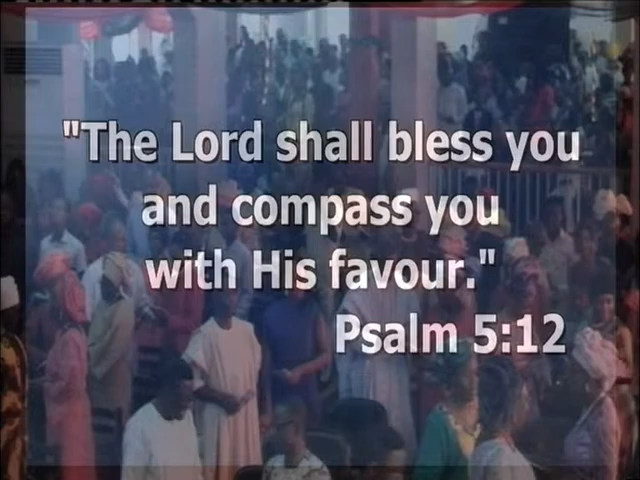 "The Lord shall bless you
and compass you
with His favour."
Psalm 5:12